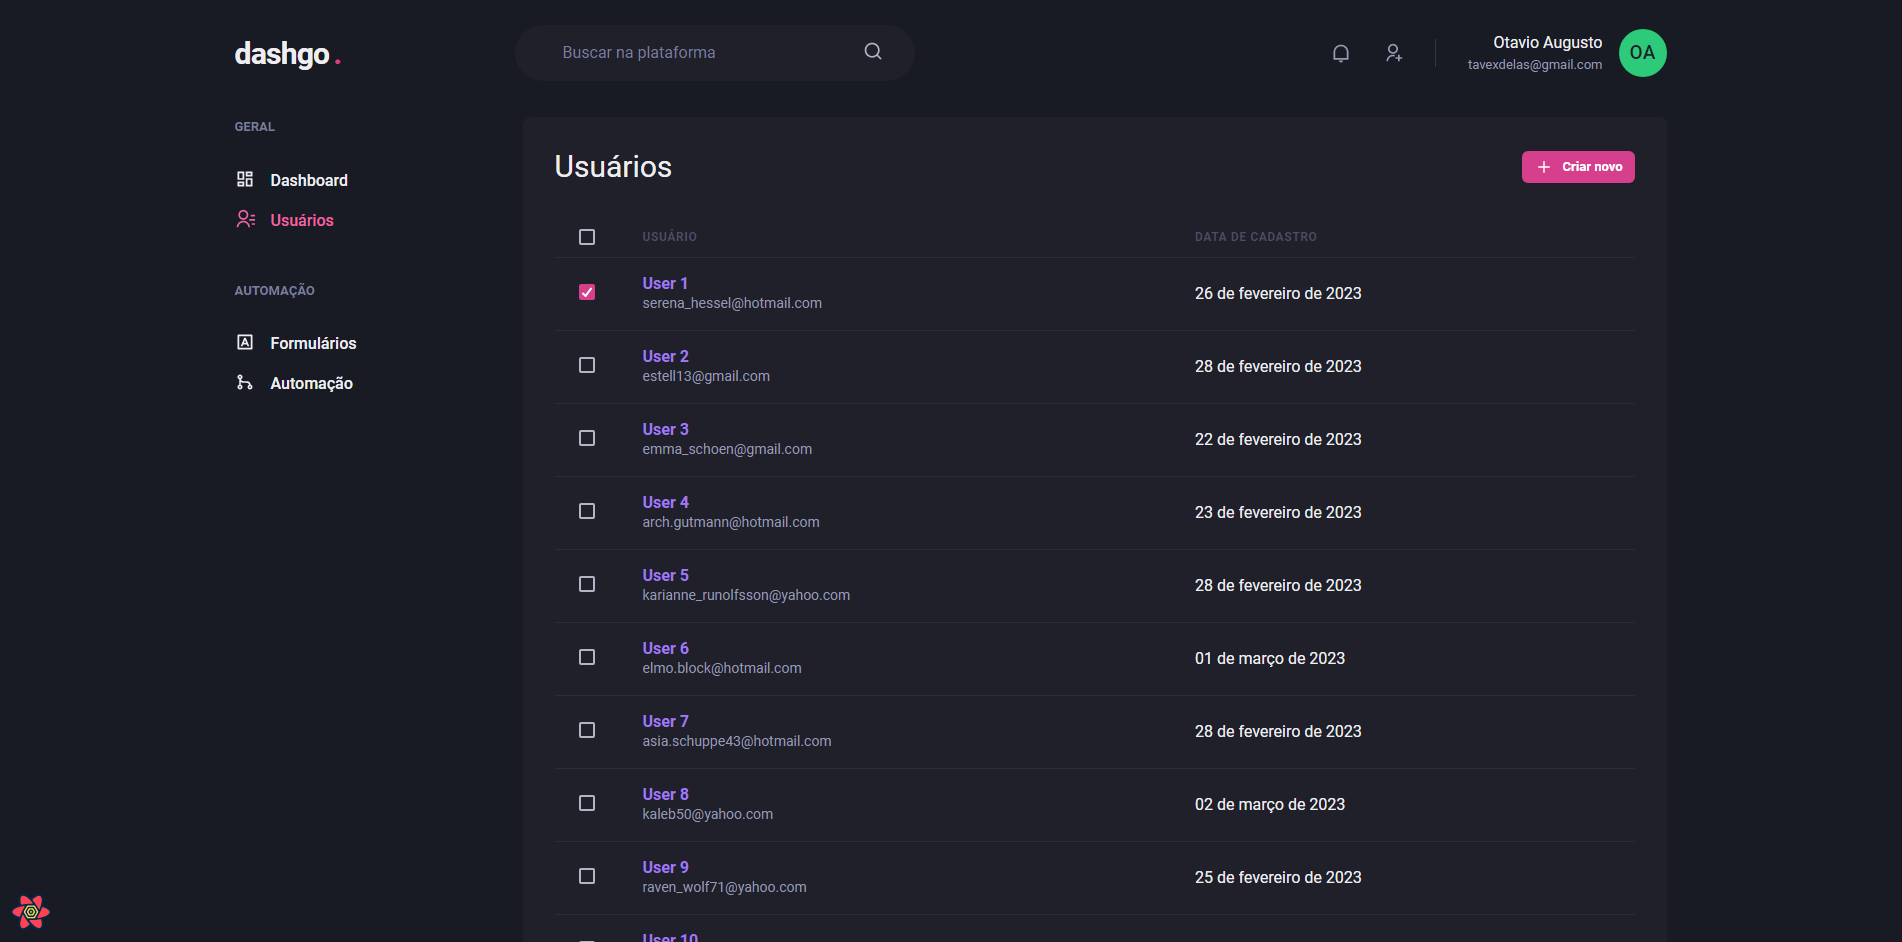 dashgo.
Buscar na plataforma
Otavio Augusto
tavexdelas@gmail.com
OA
GERAL
Dashboard
Usuários
AUTOMAÇÃO
Formulários
Automação
Usuários
Criar novo
USUÁRIO DATA DE CADASTRO
User 1
serena_hessel@hotmail.com
26 de fevereiro de 2023
User 2
estell13@gmail.com
28 de fevereiro de 2023
User 3
emma_schoen@gmail.com
22 de fevereiro de 2023
User 4
arch.gutmann@hotmail.com
23 de fevereiro de 2023
User 5
karianne_runolfsson@yahoo.com
28 de fevereiro de 2023
User 6
elmo.block@hotmail.com
01 de março de 2023
User 7
asia.schuppe43@hotmail.com
28 de fevereiro de 2023
User 8
kaleb50@yahoo.com
02 de março de 2023
User 9
raven_wolf71@yahoo.com
25 de fevereiro de 2023
User 10